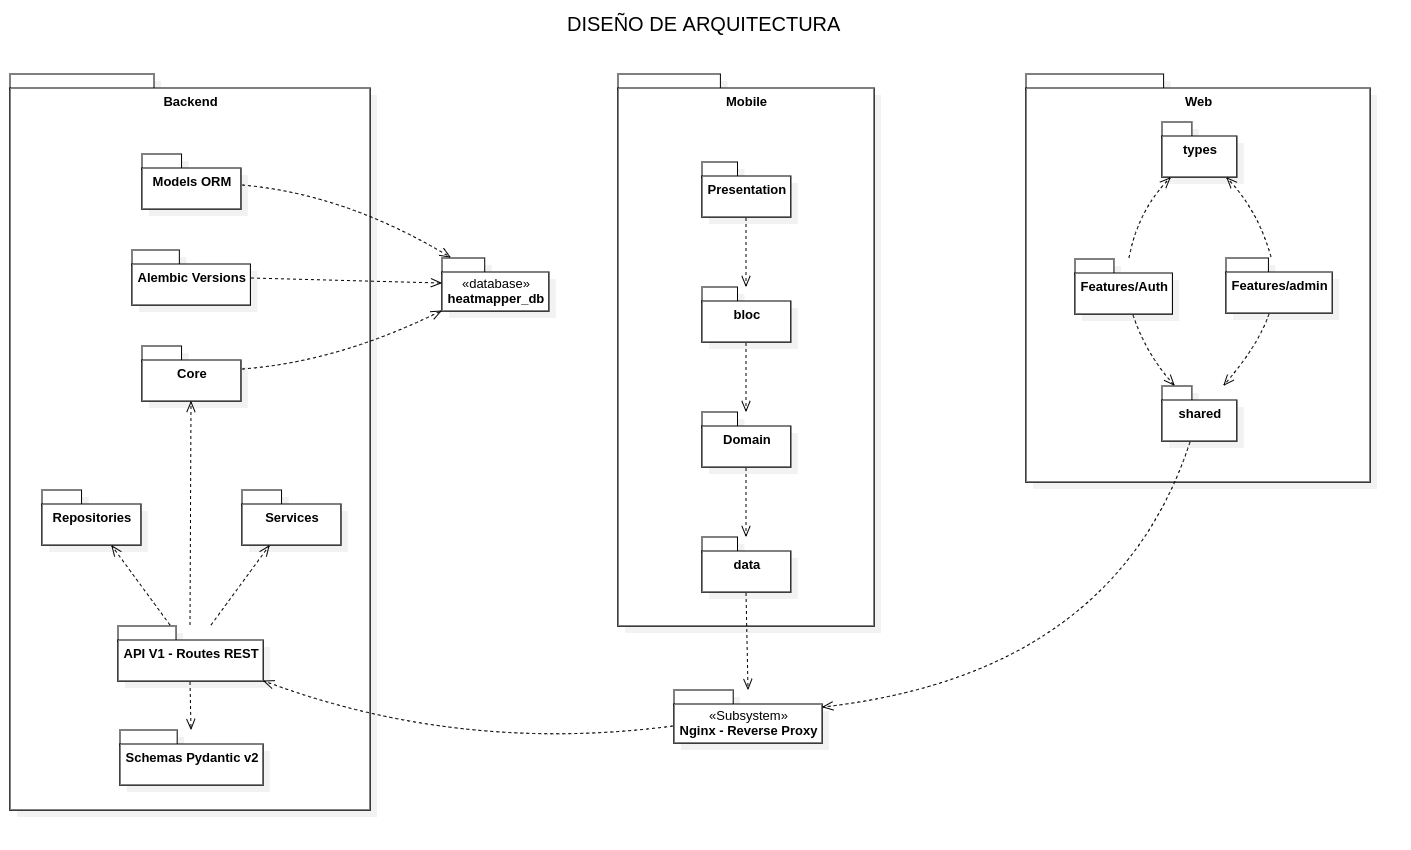 DISEÑO DE ARQUITECTURA
Backend
Models ORM
Alembic Versions
Core
Repositories
Services
API V1 - Routes REST
Schemas Pydantic v2
«database»
heatmapper_db
Mobile
Presentation
bloc
Domain
data
«Subsystem»
Nginx - Reverse Proxy
Web
types
Features/Auth
Features/admin
shared